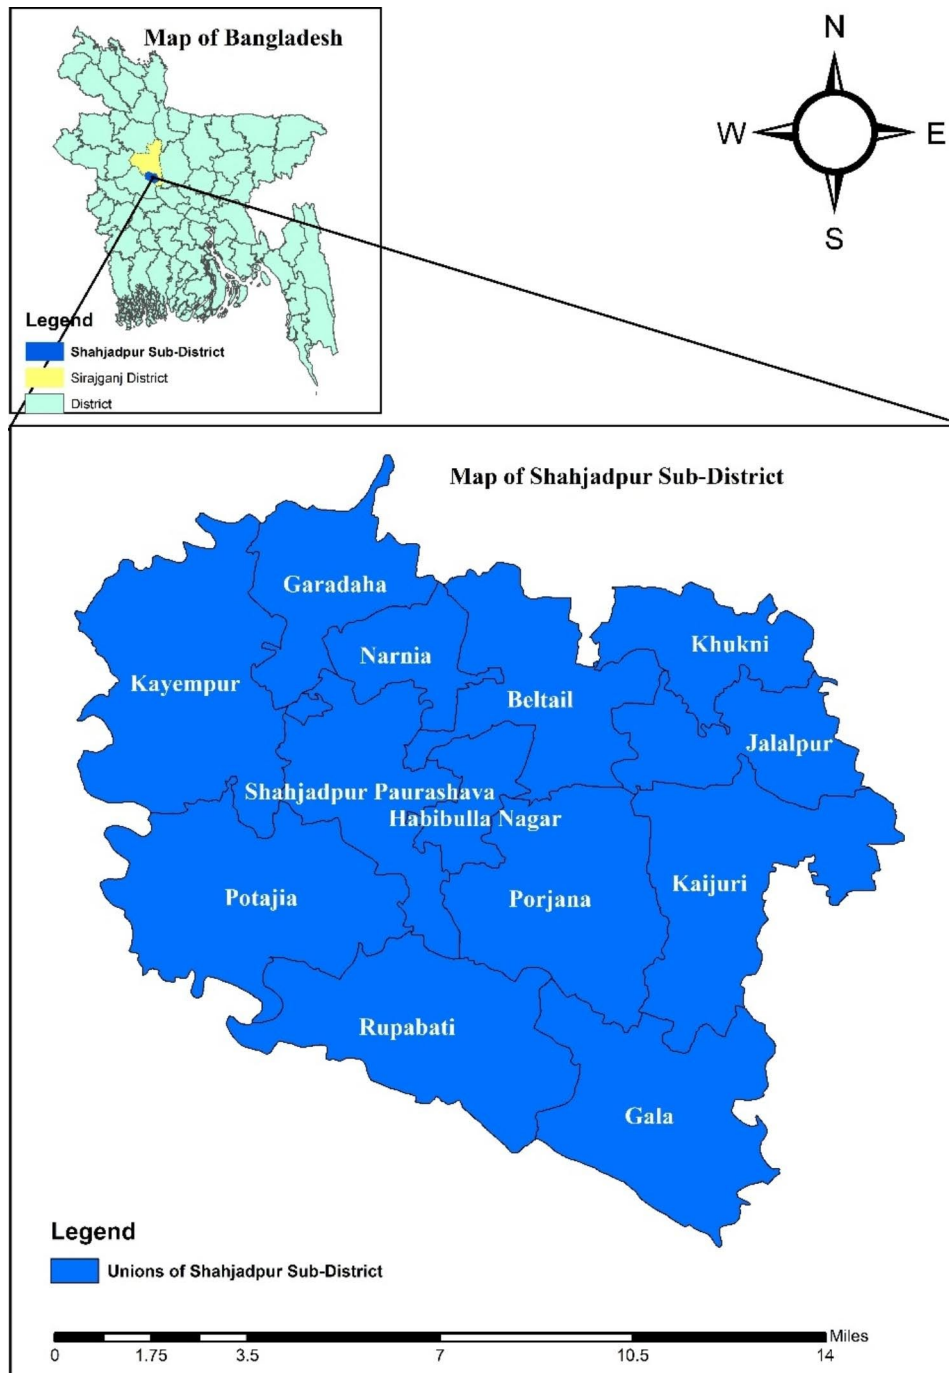 Map of Bangladesh
N
W E
S
Legend
Shahjadpur Sub-District
Sirajganj District
District
Map of Shahjadpur Sub-District
Garadaha
Khukni
Narnia
Kayempur
Beltail
Jalalpur
Shahjadpur Paurashava
Habibulla Nagar
Kaijuri
Potajia
Porjana
Rupabati
Gala
Legend
Unions of Shahjadpur Sub-District
Miles
0 1.75 3.5 7 10.5 14